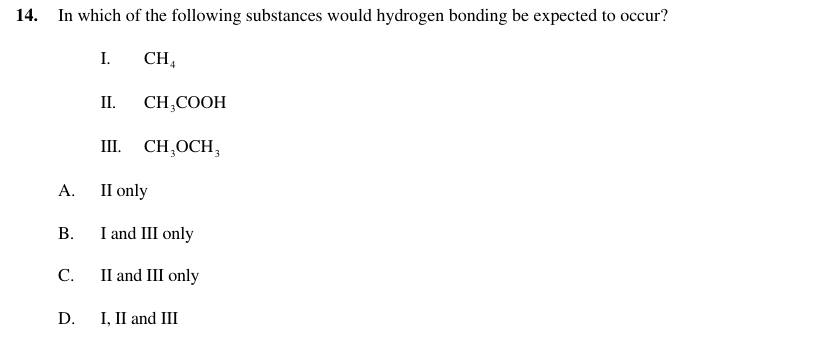 14. In which of the following substances would hydrogen bonding be expected to occur?
I. CH₄
II. CH₃COOH
III. CH₃OCH₃
A. II only
B. I and III only
C. II and III only
D. I, II and III